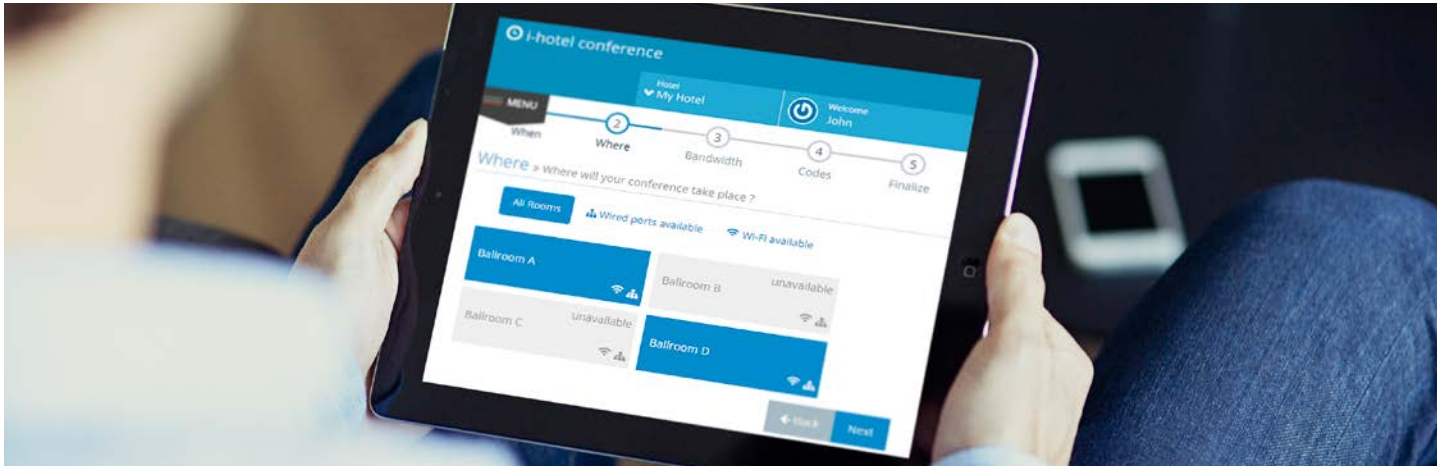 i-hotel conference
Hotel
My Hotel
Welcome
John
MENU
2
3
4
5
When
Where
Bandwidth
Codes
Finalize
Where » Where will your conference take place ?
All Rooms
Wired ports available
Wi-Fi available
Ballroom A
Ballroom B
unavailable
Ballroom C
unavailable
Ballroom D
Back
Next